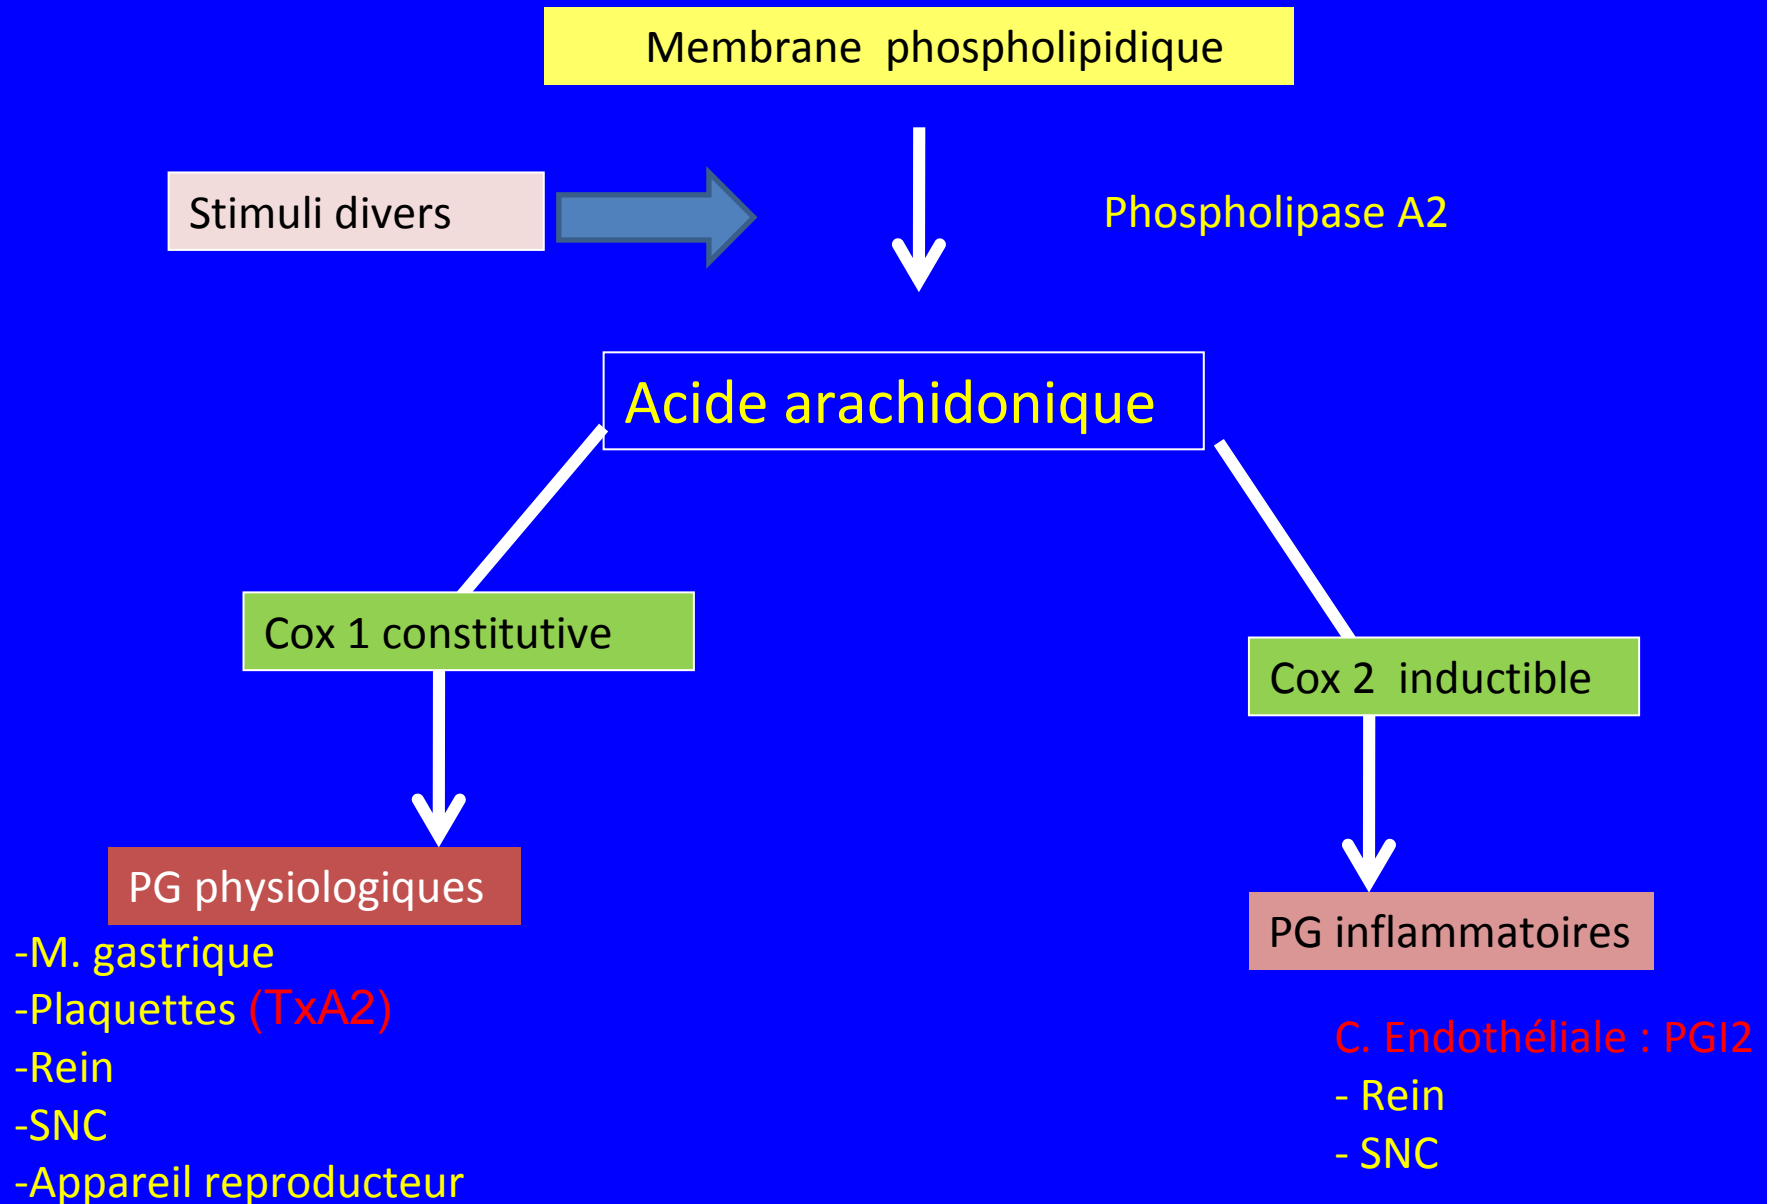 Membrane phospholipidique
Stimuli divers
Phospholipase A2
Acide arachidonique
Cox 1 constitutive
Cox 2 inductible
PG physiologiques
-M. gastrique
-Plaquettes (TxA2)
-Rein
-SNC
-Appareil reproducteur
PG inflammatoires
C. Endothéliale : PGI2
- Rein
- SNC